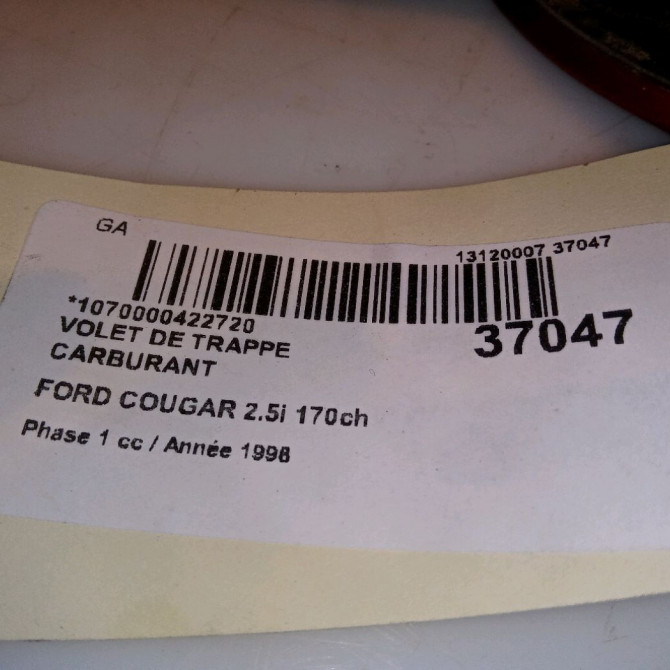 GA
13120007 37047
*1070000422720
37047
VOLET DE TRAPPE
CARBURANT
FORD COUGAR 2.5i 170ch
Phase 1 cc / Année 1998